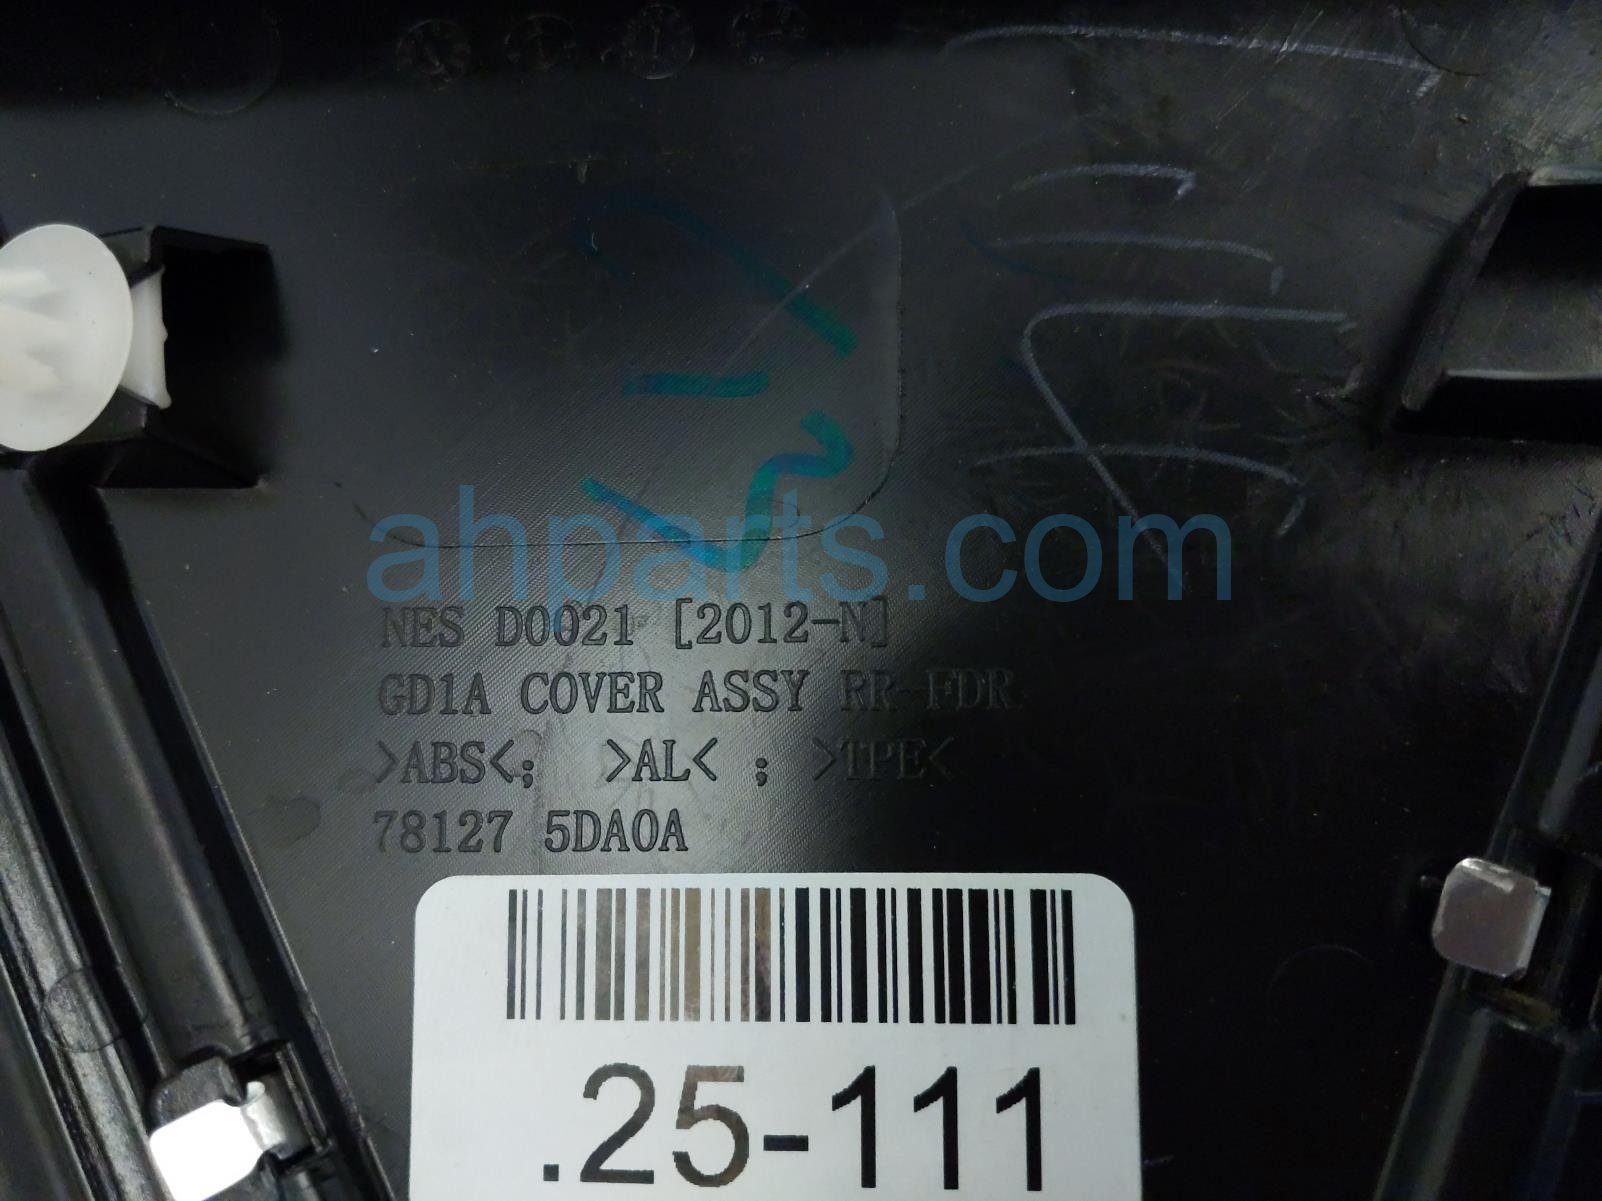 ahparts.com
NES D0021 [2012-N]
GD1A COVER ASSY RR-FDR
>ABS<; >AL< ; >TPE<
78127 5DA0A
.25-111